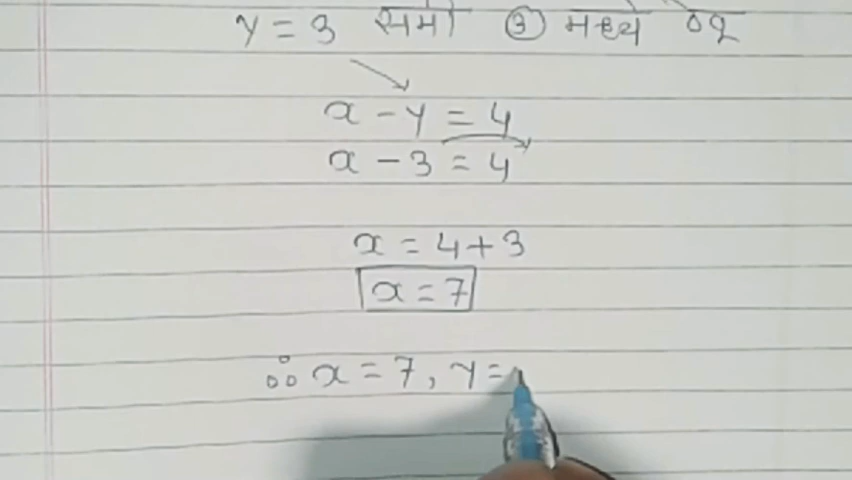 y = 3 समी ③ मध्ये
x - y = 4
x - 3 = 4
x = 4 + 3
x = 7
∴ x = 7, y =